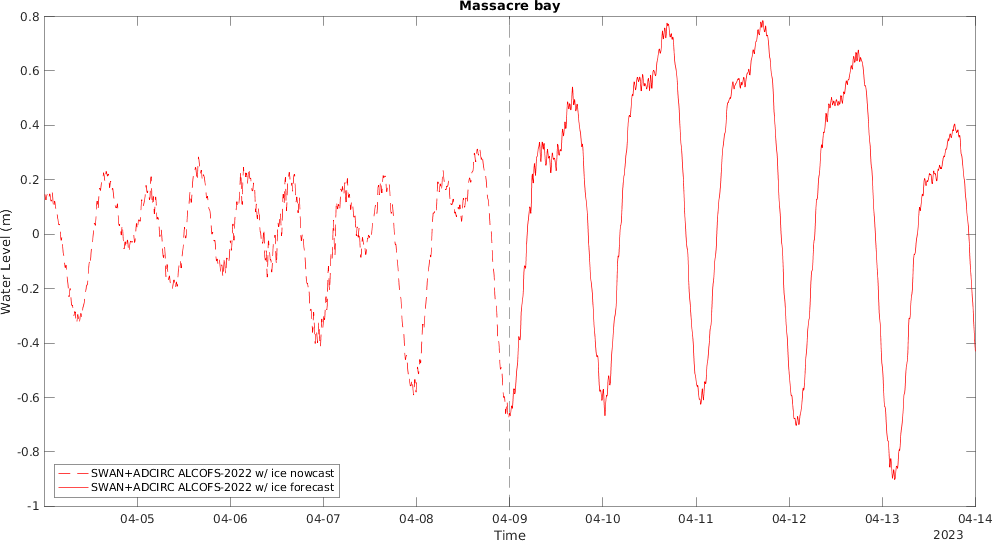 Massacre bay
0.8
0.6
0.4
0.2
0
-0.2
-0.4
-0.6
-0.8
-1
Water Level (m)
SWAN+ADCIRC ALCOFS-2022 w/ ice nowcast
SWAN+ADCIRC ALCOFS-2022 w/ ice forecast
04-05 04-06 04-07 04-08 04-09 04-10 04-11 04-12 04-13 04-14
Time
2023